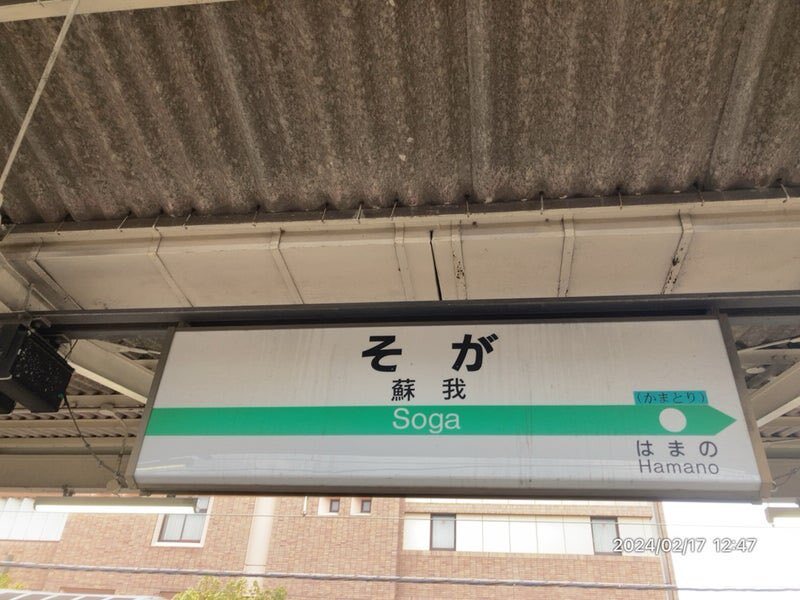 そが
蘇我
Soga
(かまとり)
はまの
Hamano
2024/02/17 12:47